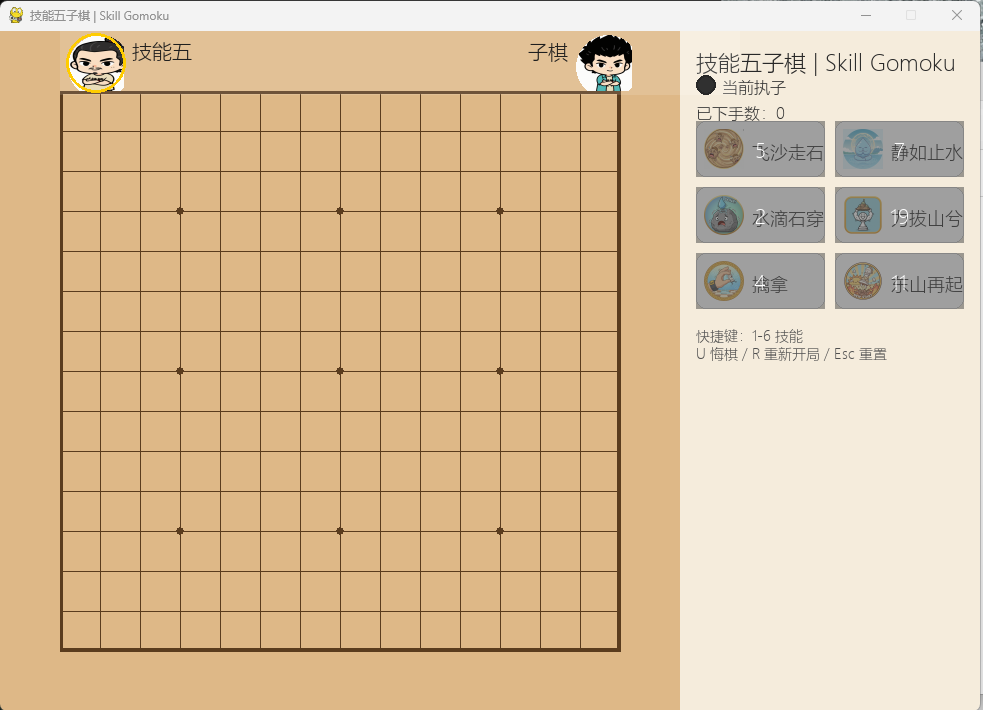 技能五子棋 | Skill Gomoku
技能五
子棋
技能五子棋 | Skill Gomoku
当前执子
已下手数：0
5 飞沙走石
7 静如止水
2 水滴石穿
19 力拔山兮
4 擒拿
11 东山再起
快捷键：1-6 技能
U 悔棋 / R 重新开局 / Esc 重置